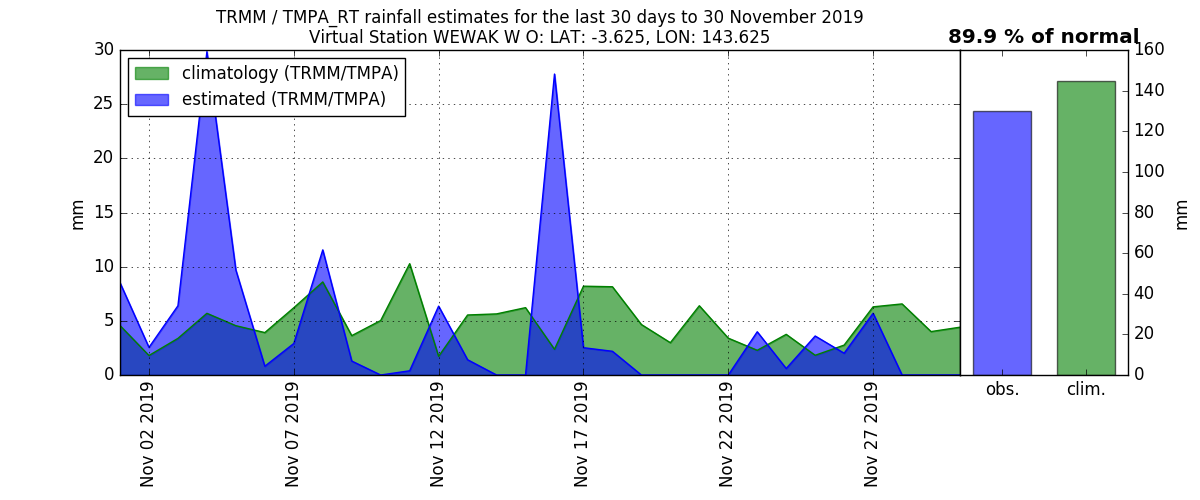 TRMM / TMPA_RT rainfall estimates for the last 30 days to 30 November 2019
Virtual Station WEWAK W O: LAT: -3.625, LON: 143.625
89.9 % of normal
climatology (TRMM/TMPA)
estimated (TRMM/TMPA)
30
25
20
15
10
5
0
mm
Nov 02 2019
Nov 07 2019
Nov 12 2019
Nov 17 2019
Nov 22 2019
Nov 27 2019
160
140
120
100
80
60
40
20
0
mm
obs.
clim.